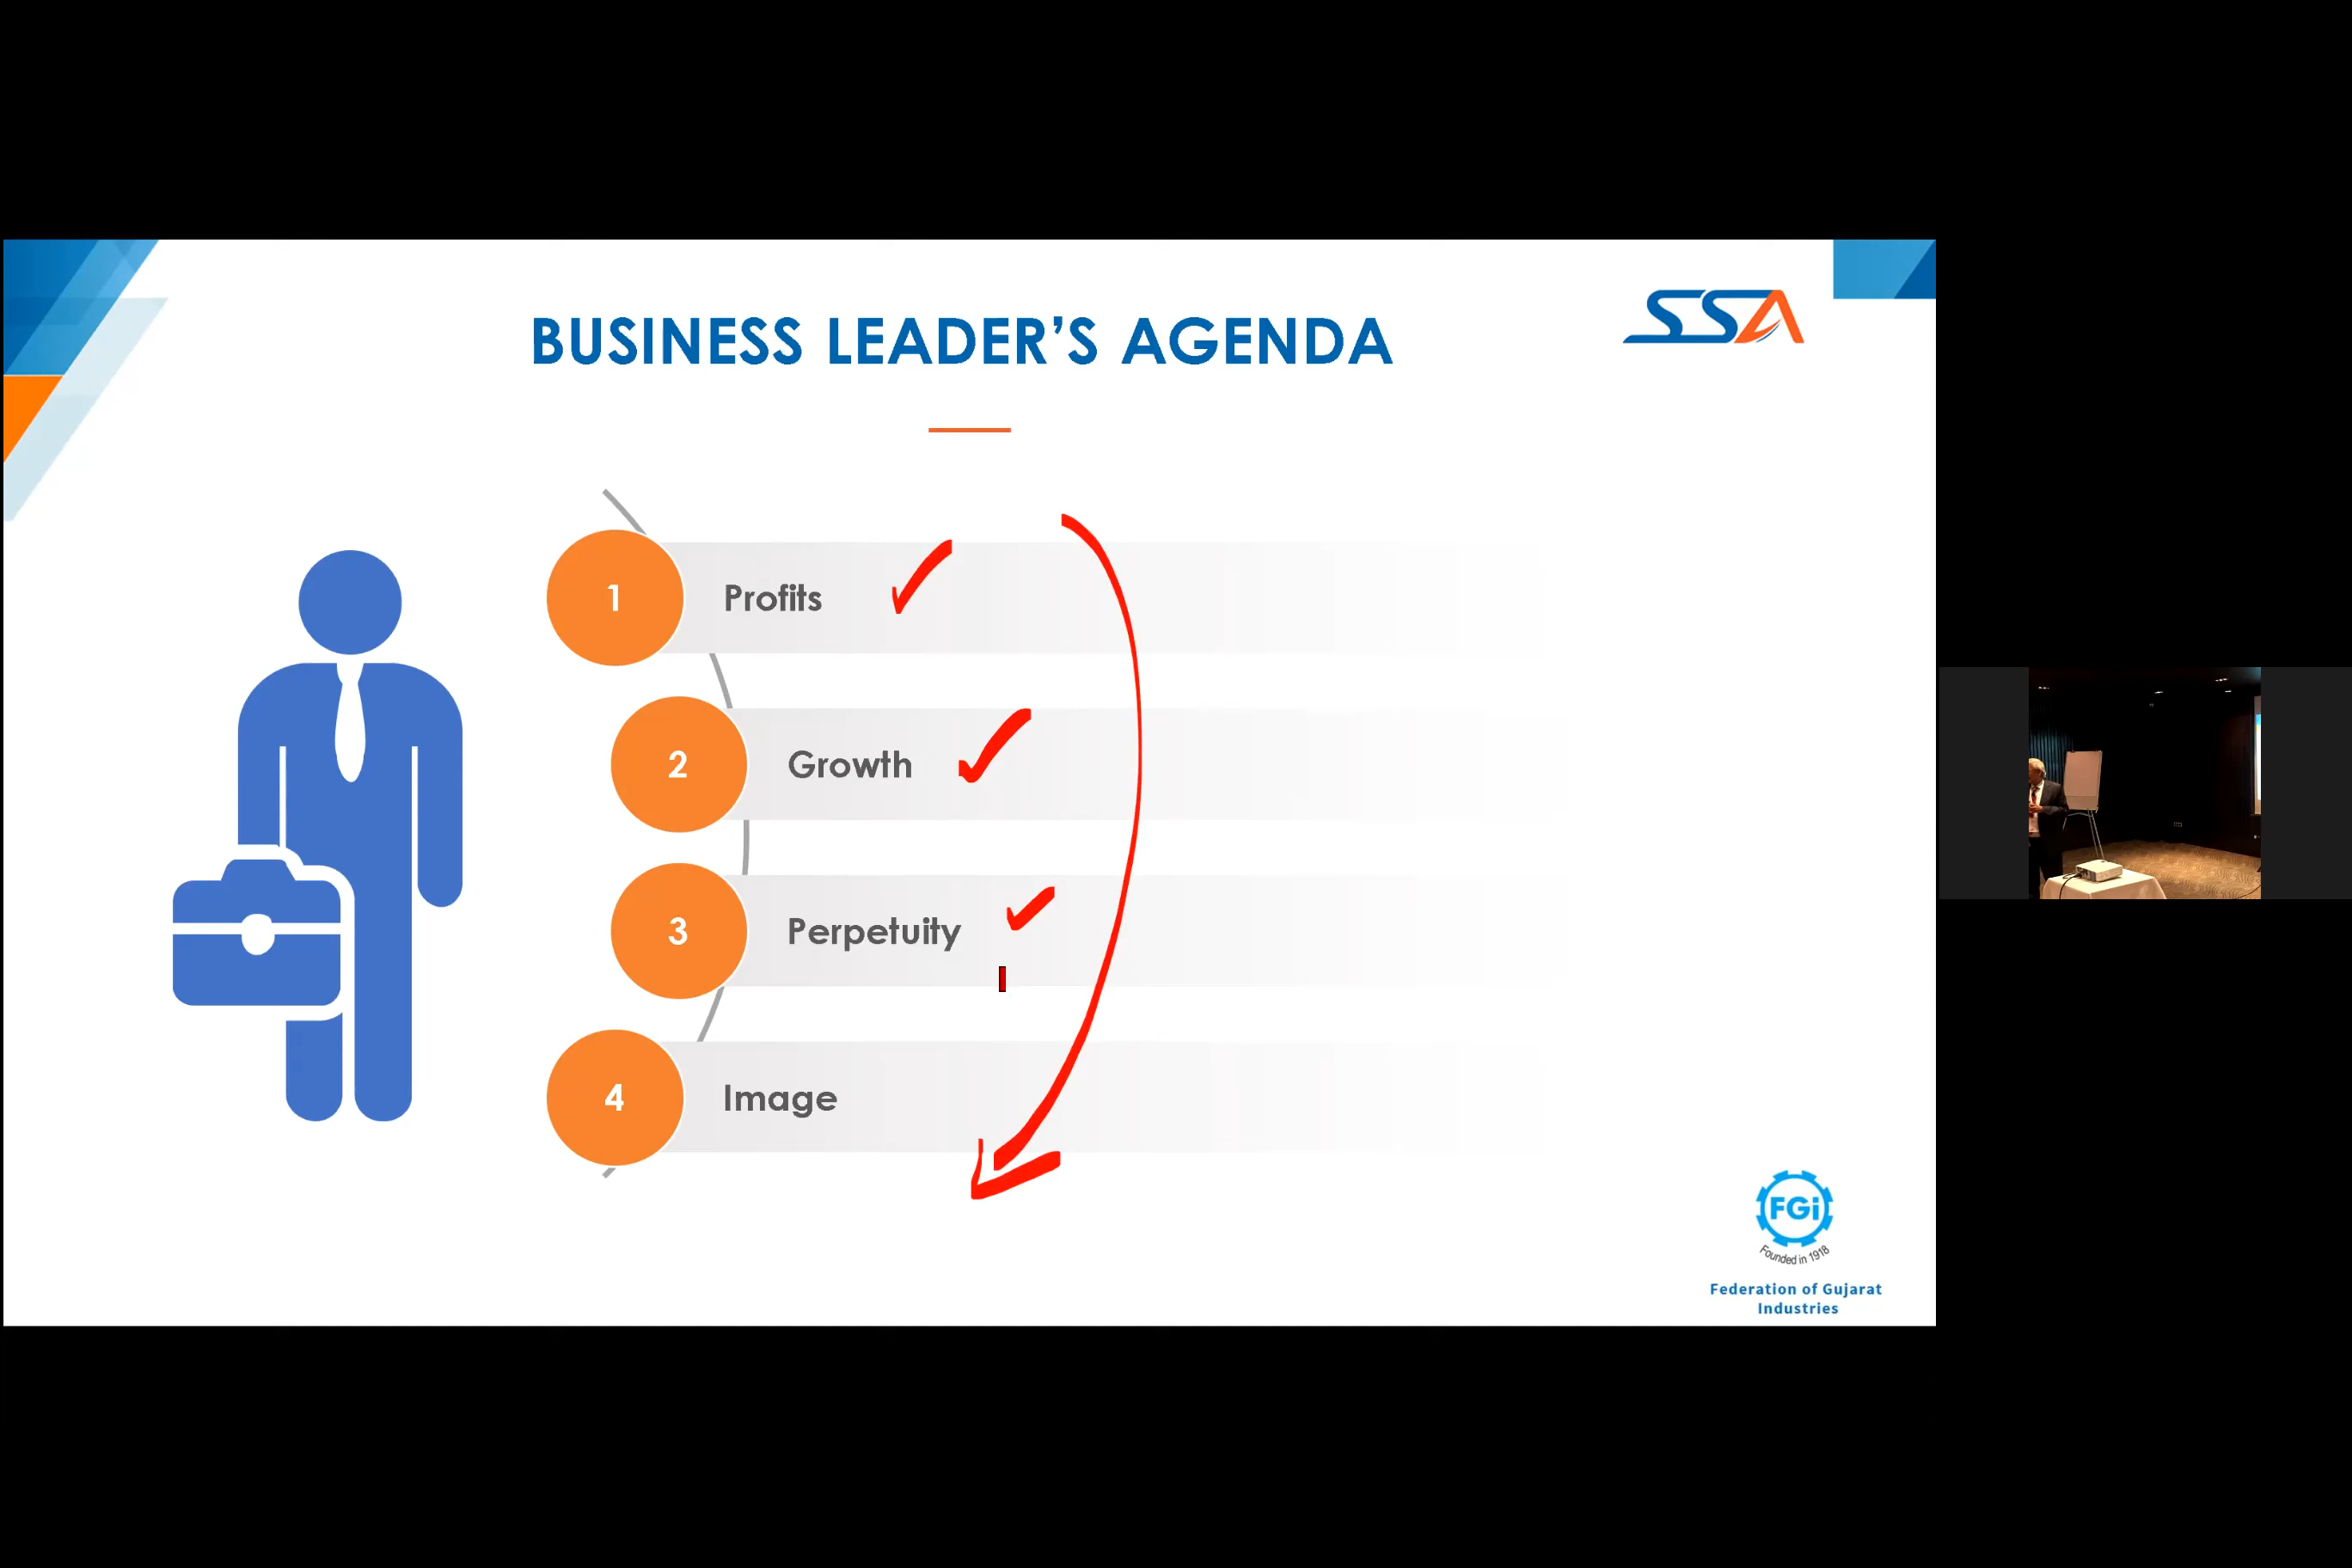 BUSINESS LEADER’S AGENDA
SSA
1
Profits
2
Growth
3
Perpetuity
4
Image
FGi
Founded in 1918
Federation of Gujarat
Industries